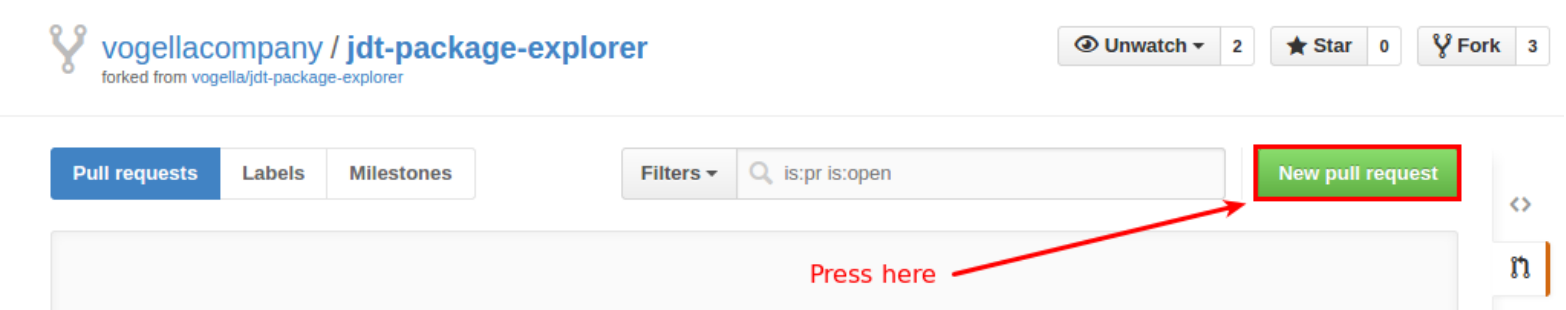 vogellacompany / jdt-package-explorer
forked from vogella/jdt-package-explorer
Unwatch 2 Star 0 Fork 3
Pull requests Labels Milestones Filters is:pr is:open New pull request
Press here